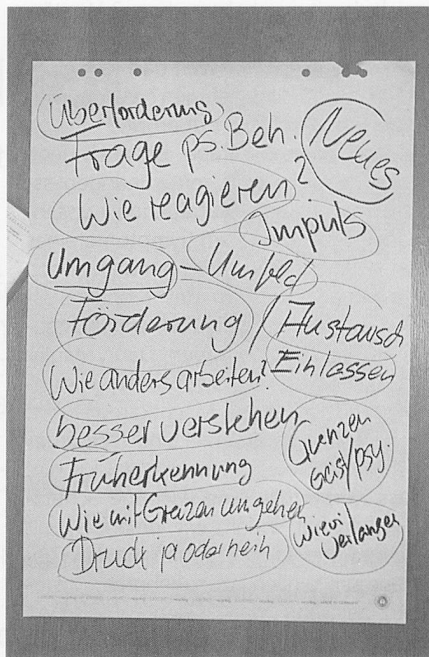 Überforderung
Frage ps. Beh.
Neues
Wie reagieren?
Impuls
Umgang - Umfeld
Förderung / Austausch
Wie anders arbeiten?
Einlassen
besser verstehen
Grenzen
Geist/psy.
Früherkennung
Wie mit Grenzen umgehen
Wievi
verlangen
Druck ja oder nein